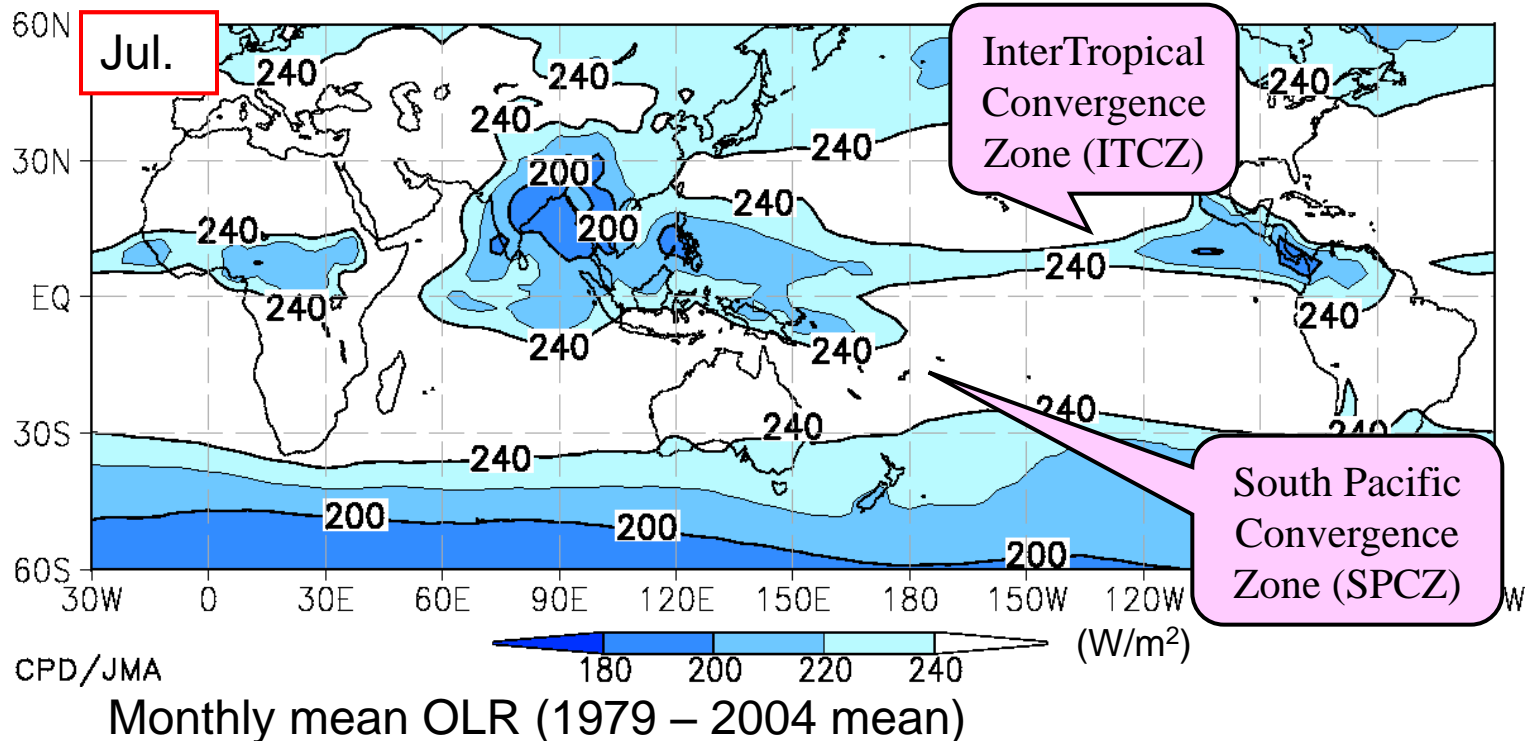 60N
Jul.
240
240
240
240
InterTropical
Convergence
Zone (ITCZ)
240
30N
200
240
240
200
240
EQ
240
240
240
240
240
30S
240
240
240
240
South Pacific
Convergence
Zone (SPCZ)
200
200
200
60S
30W 0 30E 60E 90E 120E 150E 180 150W 120W W
180 200 220 240 (W/m²)
CPD/JMA
Monthly mean OLR (1979 – 2004 mean)